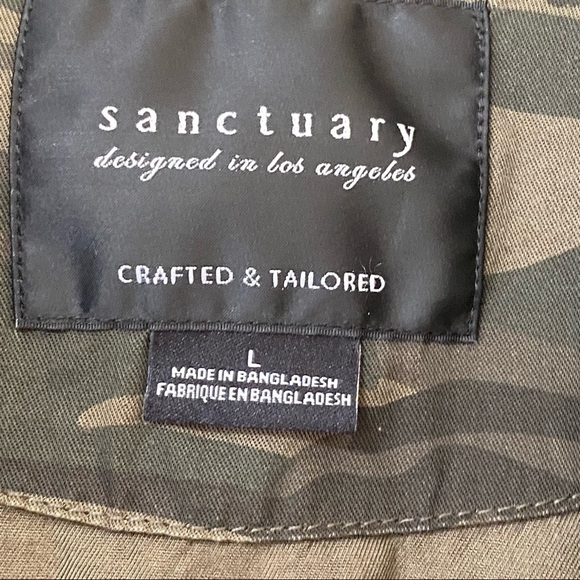 sanctuary
designed in los angeles
CRAFTED & TAILORED
L
MADE IN BANGLADESH
FABRIQUE EN BANGLADESH